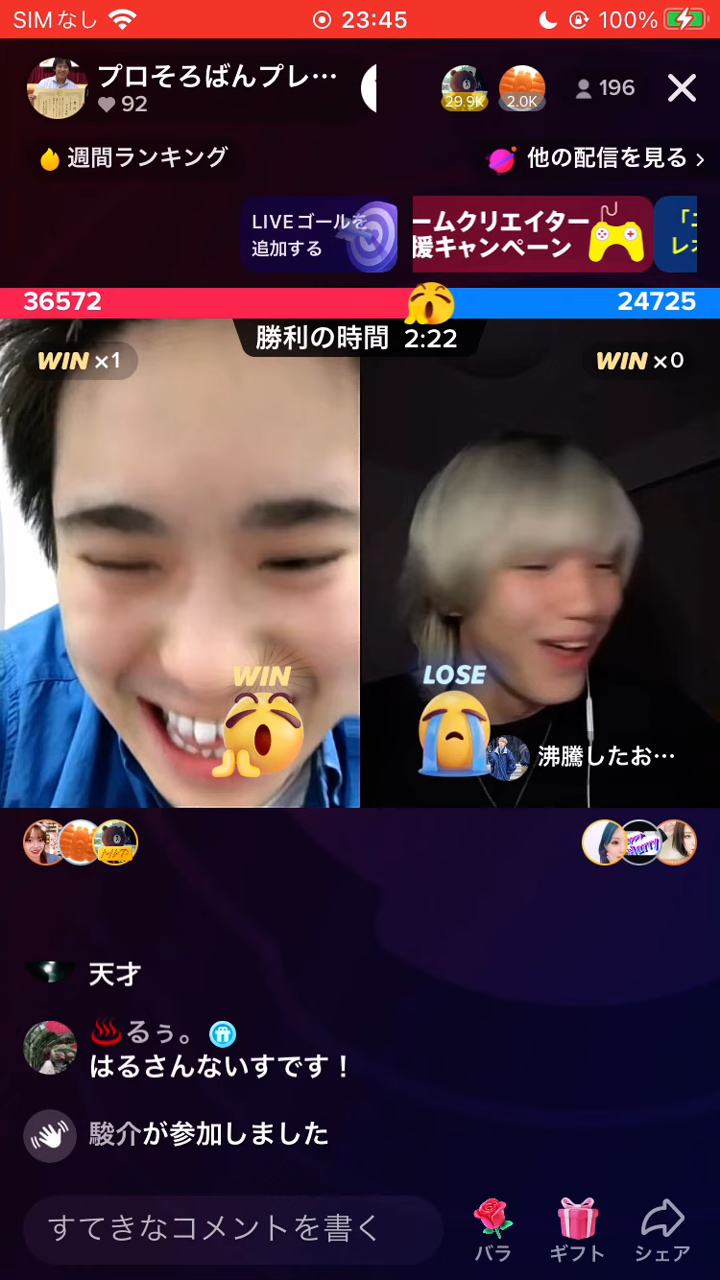 SIMなし 23:45 100%
プロそろばんプレ…
92
29.9K 2.0K 196
週間ランキング 他の配信を見る
LIVEゴールを
追加する
ームクリエイター
援キャンペーン
36572 24725
勝利の時間 2:22
WIN ×1 WIN ×0
WIN LOSE
沸騰したお…
天才
るぅ。
はるさんないすです！
駿介が参加しました
すてきなコメントを書く
バラ ギフト シェア